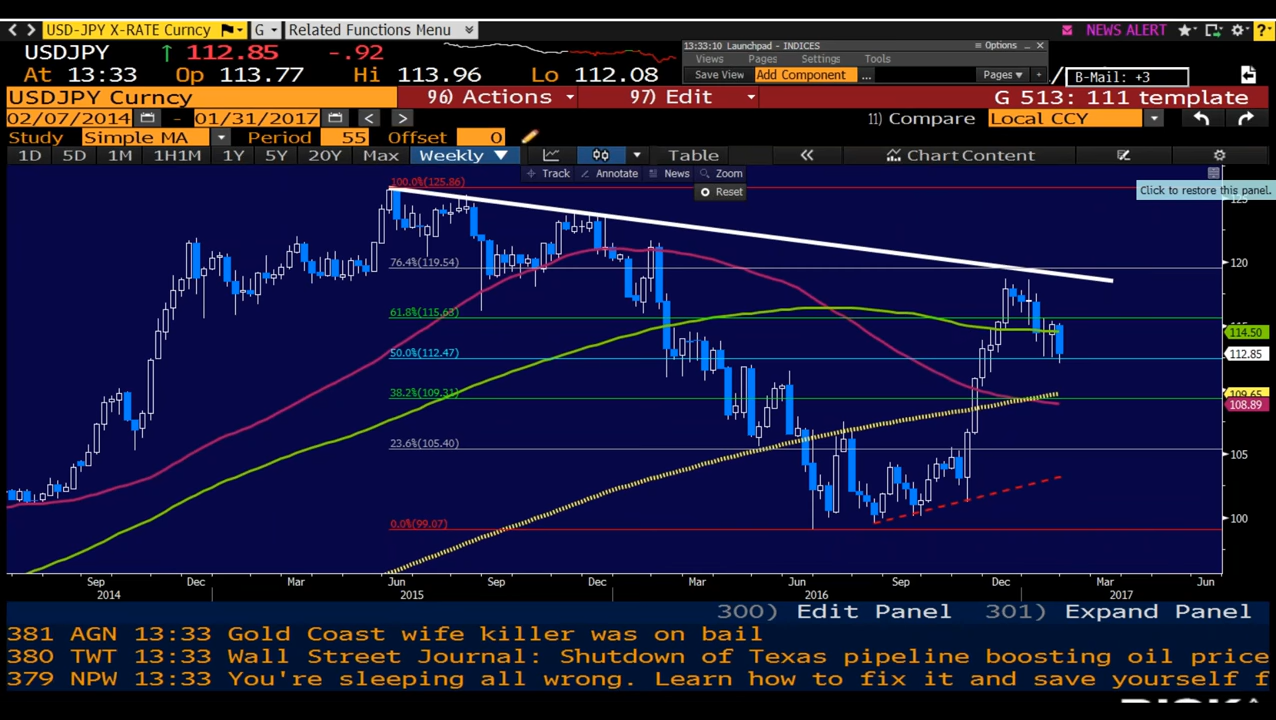 USD-JPY X-RATE Curncy G Related Functions Menu NEWS ALERT
USDJPY 112.85 -.92
At 13:33 Op 113.77 Hi 113.96 Lo 112.08
13:33:10 Launchpad - INDICES Options
Views Pages Settings Tools
Save View Add Component ... Pages +
B-Mail: +3
USDJPY Curncy 96) Actions 97) Edit G 513: 111 template
02/07/2014 - 01/31/2017 < > 11) Compare Local CCY
Study Simple MA Period 55 Offset 0
1D 5D 1M 1H1M 1Y 5Y 20Y Max Weekly Table Chart Content
Track Annotate News Zoom
Reset
Click to restore this panel.
100.0%(125.86)
125
76.4%(119.54)
120
61.8%(115.63)
114.50
50.0%(112.47)
112.85
38.2%(109.31)
109.65
108.89
23.6%(105.40)
105
0.0%(99.07)
100
Sep Dec Mar Jun Sep Dec Mar Jun Sep Dec Mar Jun
2014 2015 2016 2017
300) Edit Panel 301) Expand Panel
381 AGN 13:33 Gold Coast wife killer was on bail
380 TWT 13:33 Wall Street Journal: Shutdown of Texas pipeline boosting oil price
379 NPW 13:33 You're sleeping all wrong. Learn how to fix it and save yourself f